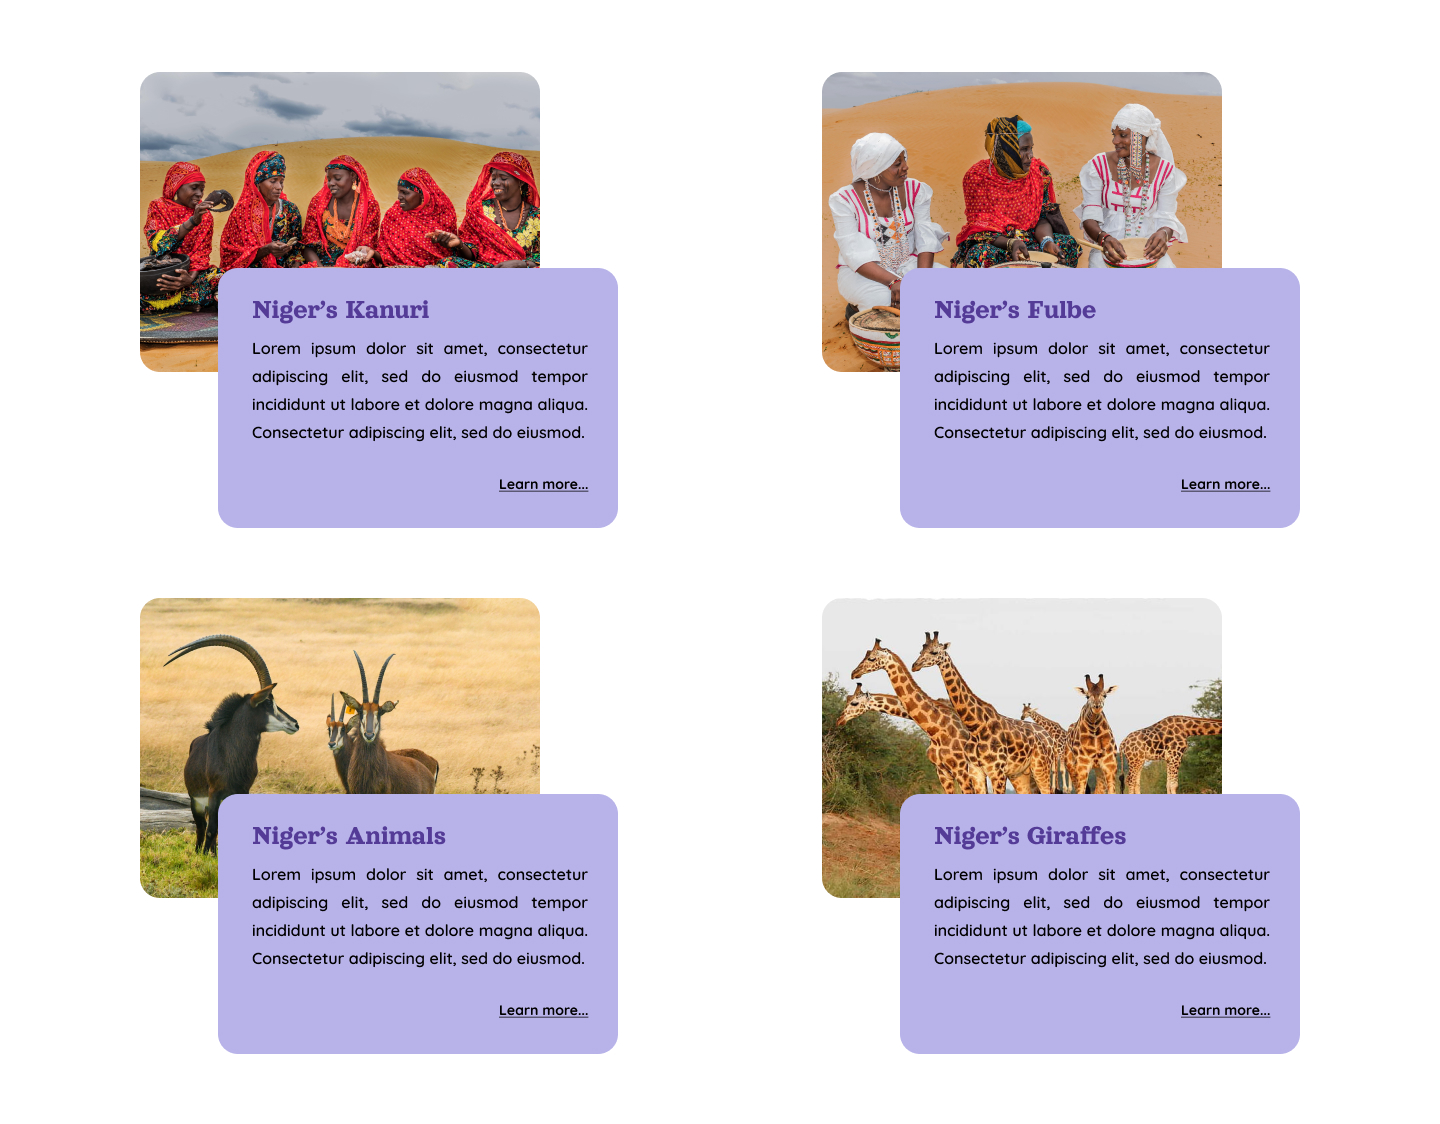 Niger’s Kanuri
Lorem ipsum dolor sit amet, consectetur
adipiscing elit, sed do eiusmod tempor
incididunt ut labore et dolore magna aliqua.
Consectetur adipiscing elit, sed do eiusmod.
Learn more...
Niger’s Fulbe
Lorem ipsum dolor sit amet, consectetur
adipiscing elit, sed do eiusmod tempor
incididunt ut labore et dolore magna aliqua.
Consectetur adipiscing elit, sed do eiusmod.
Learn more...
Niger’s Animals
Lorem ipsum dolor sit amet, consectetur
adipiscing elit, sed do eiusmod tempor
incididunt ut labore et dolore magna aliqua.
Consectetur adipiscing elit, sed do eiusmod.
Learn more...
Niger’s Giraffes
Lorem ipsum dolor sit amet, consectetur
adipiscing elit, sed do eiusmod tempor
incididunt ut labore et dolore magna aliqua.
Consectetur adipiscing elit, sed do eiusmod.
Learn more...